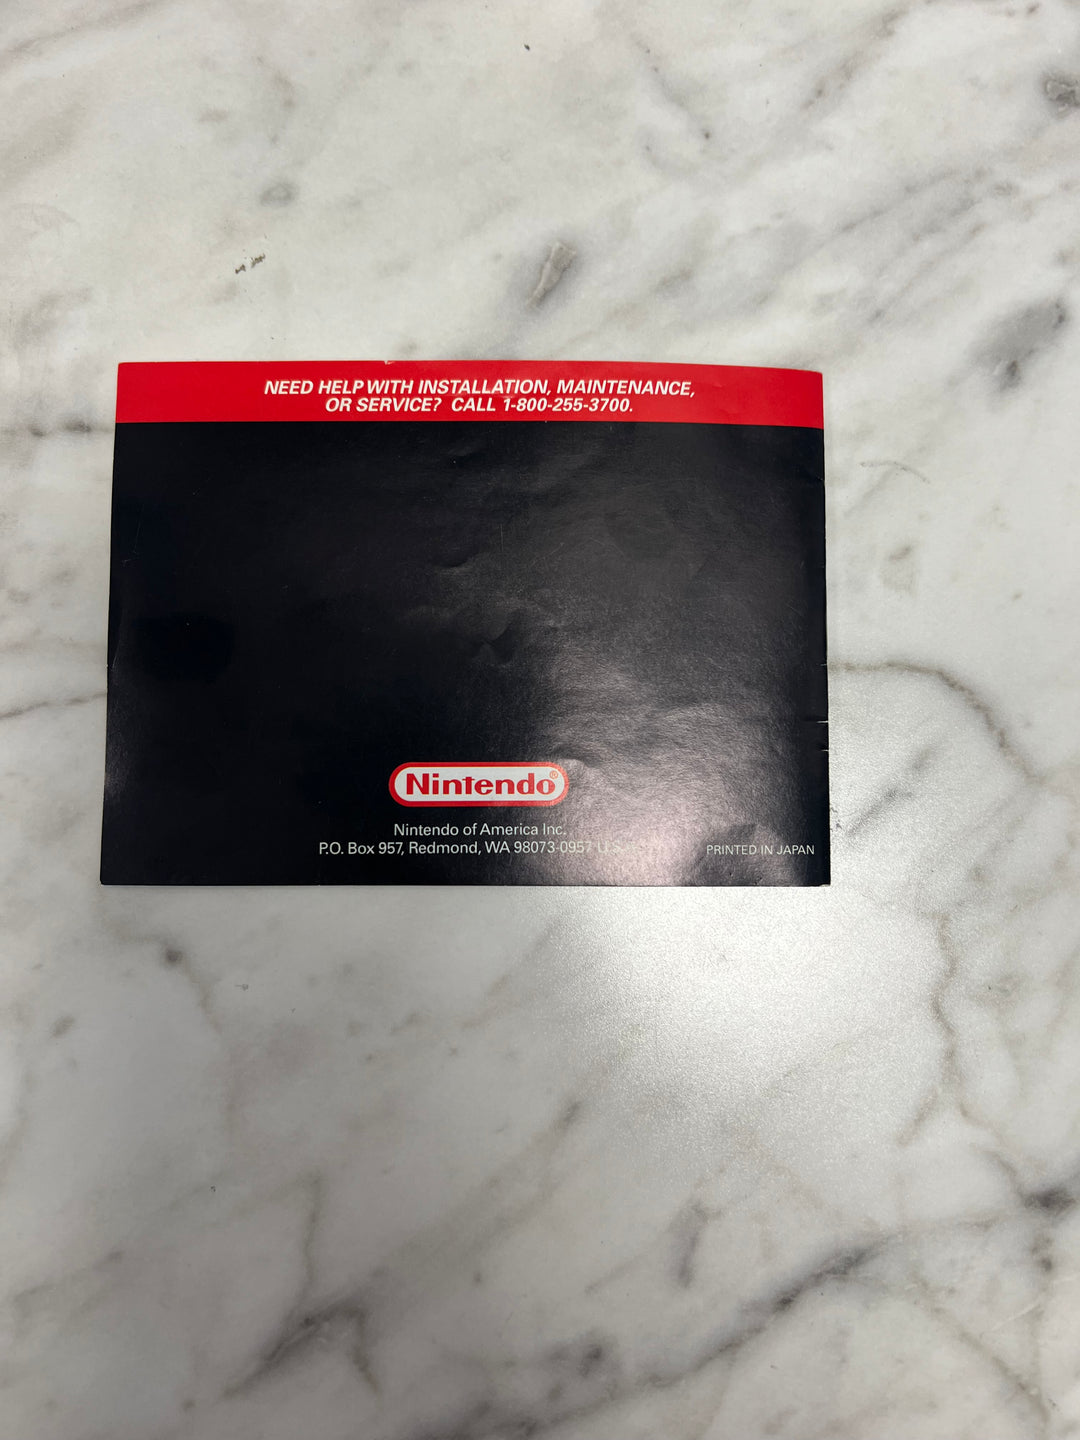 NEED HELP WITH INSTALLATION, MAINTENANCE,
OR SERVICE? CALL 1-800-255-3700.
Nintendo®
Nintendo of America Inc.
P.O. Box 957, Redmond, WA 98073-0957 U.S.A.
PRINTED IN JAPAN